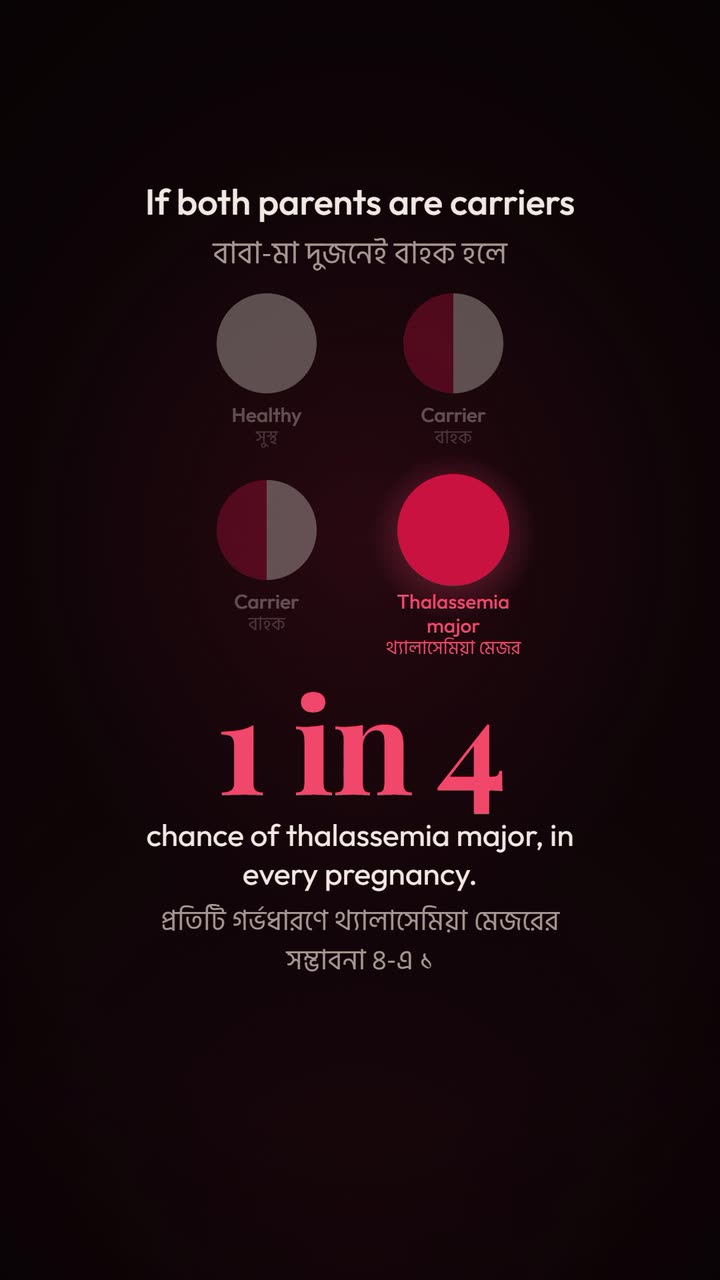 If both parents are carriers
বাবা-মা দুজনেই বাহক হলে
Healthy
সুস্থ
Carrier
বাহক
Carrier
বাহক
Thalassemia
major
থ্যালাসেমিয়া মেজর
1 in 4
chance of thalassemia major, in
every pregnancy.
প্রতিটি গর্ভধারণে থ্যালাসেমিয়া মেজরের
সম্ভাবনা ৪-এ ১